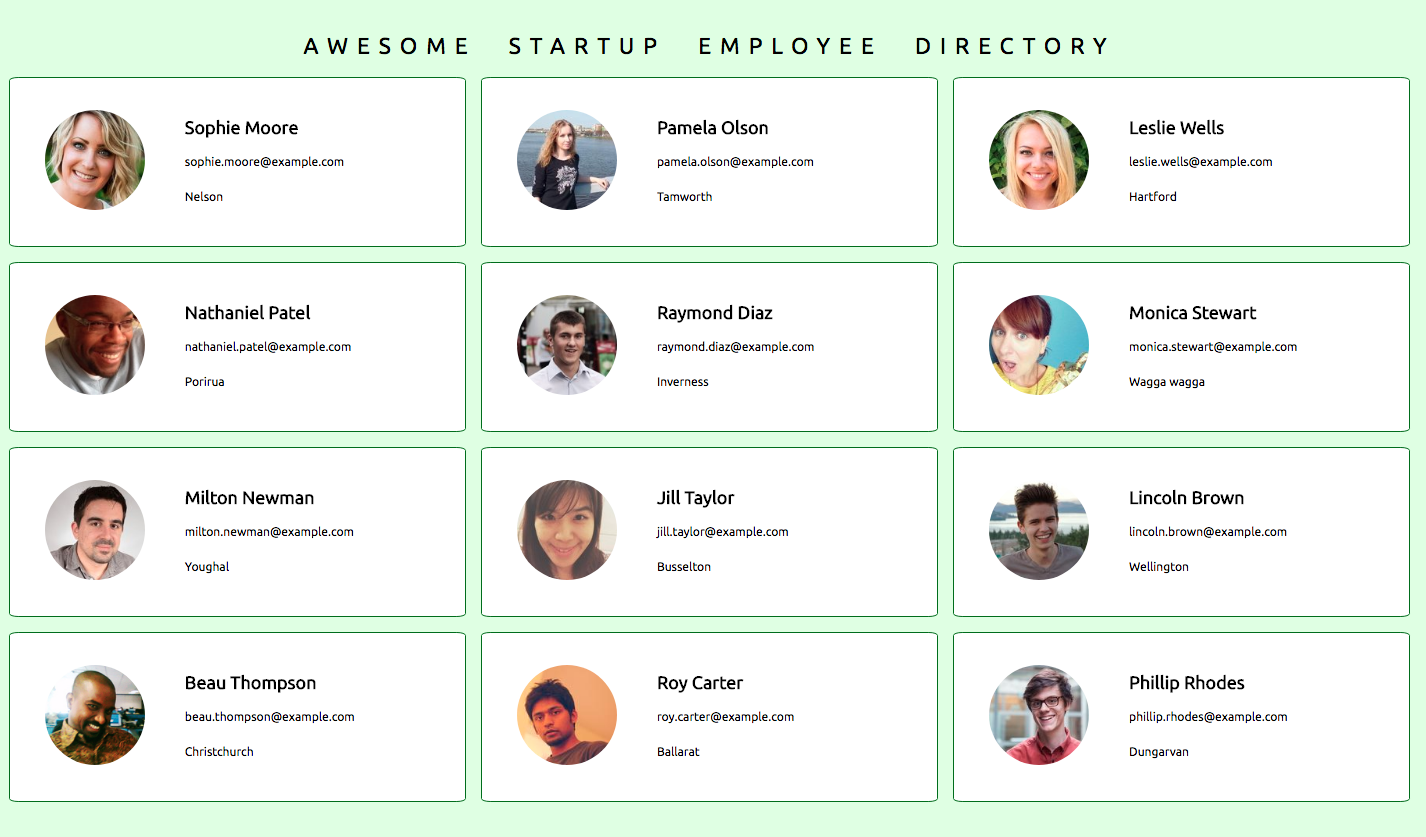 AWESOME STARTUP EMPLOYEE DIRECTORY
Sophie Moore
sophie.moore@example.com
Nelson
Pamela Olson
pamela.olson@example.com
Tamworth
Leslie Wells
leslie.wells@example.com
Hartford
Nathaniel Patel
nathaniel.patel@example.com
Porirua
Raymond Diaz
raymond.diaz@example.com
Inverness
Monica Stewart
monica.stewart@example.com
Wagga wagga
Milton Newman
milton.newman@example.com
Youghal
Jill Taylor
jill.taylor@example.com
Busselton
Lincoln Brown
lincoln.brown@example.com
Wellington
Beau Thompson
beau.thompson@example.com
Christchurch
Roy Carter
roy.carter@example.com
Ballarat
Phillip Rhodes
phillip.rhodes@example.com
Dungarvan